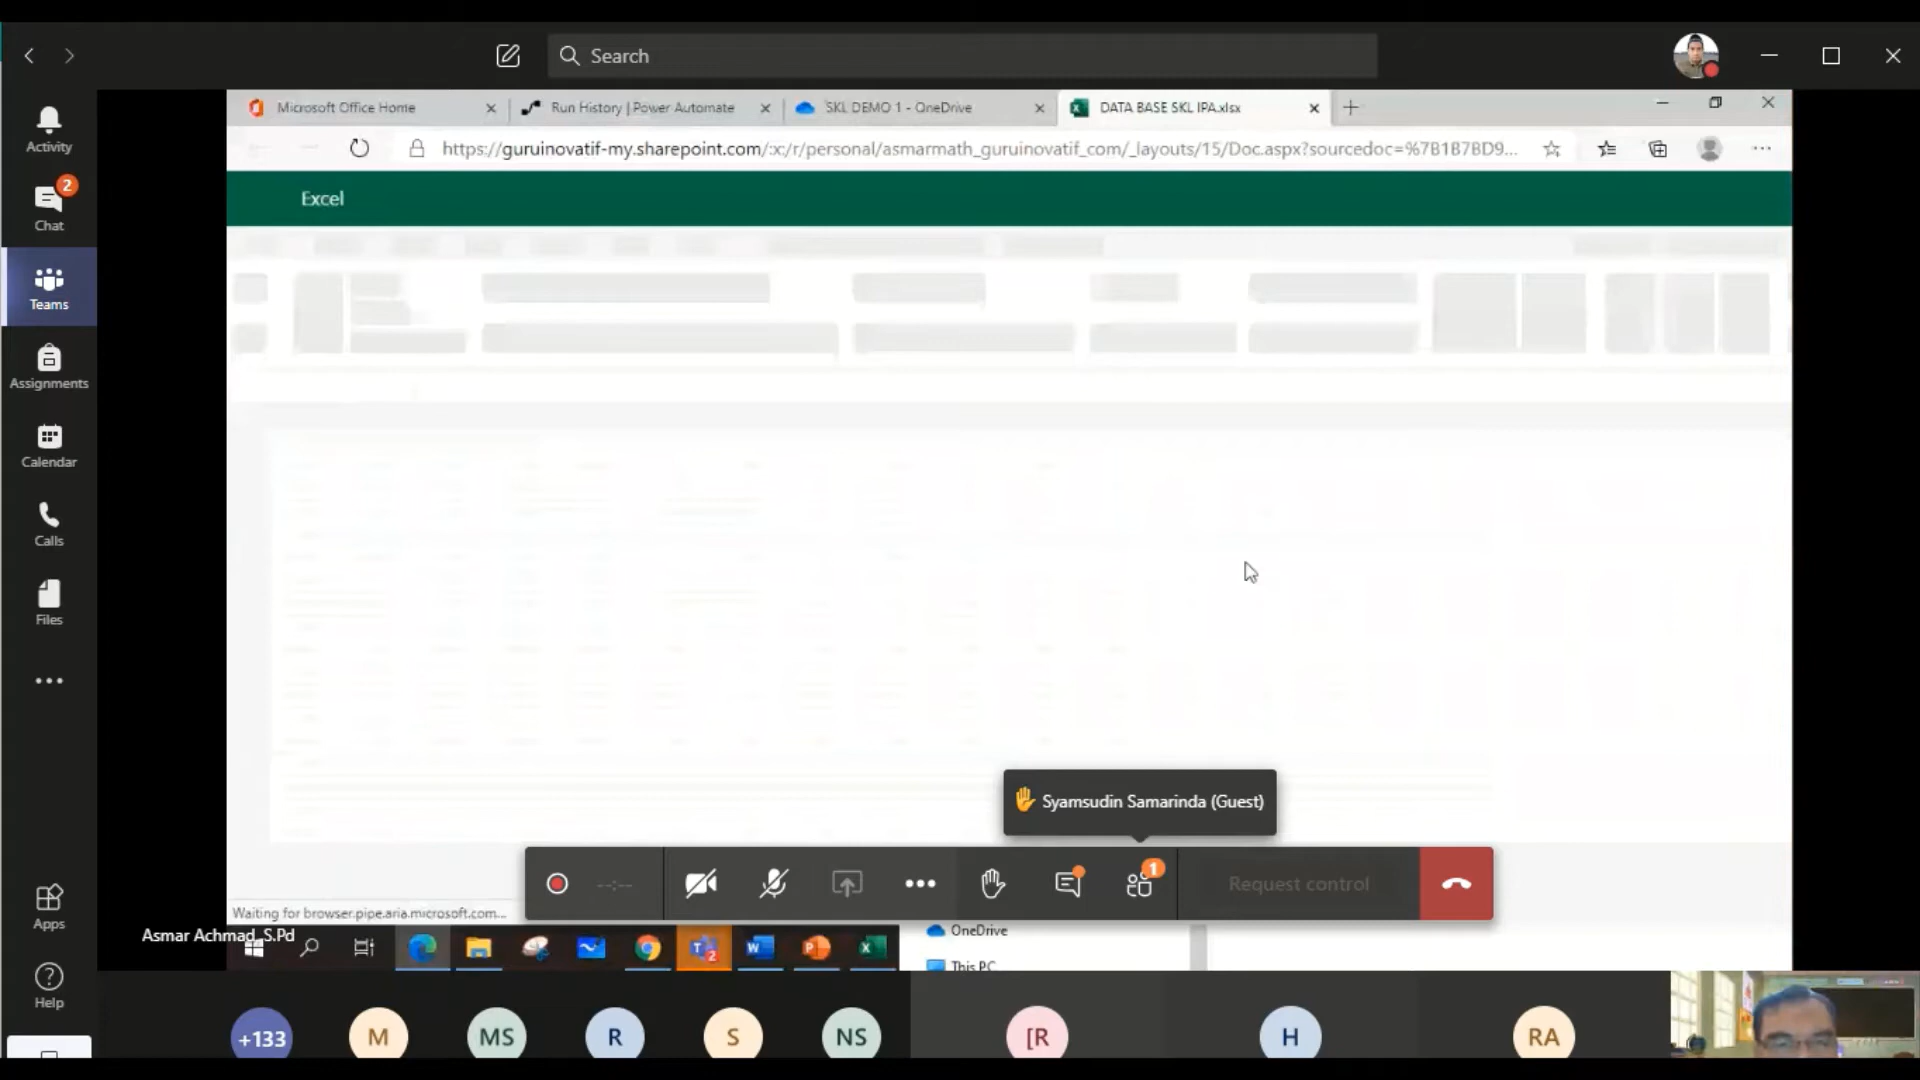 Search
Microsoft Office Home
Run History | Power Automate
SKL DEMO 1 - OneDrive
DATA BASE SKL IPA.xlsx
https://guruinovatif-my.sharepoint.com/:x:/r/personal/asmarmath_guruinovatif_com/_layouts/15/Doc.aspx?sourcedoc=%7B1B7BD9...
Excel
Activity
2
Chat
Teams
Assignments
Calendar
Calls
Files
Apps
Help
Syamsudin Samarinda (Guest)
--:--
1
Request control
Waiting for browser.pipe.aria.microsoft.com...
Asmar Achmad, S.Pd
2
OneDrive
This PC
+133
M
MS
R
S
NS
[R
H
RA